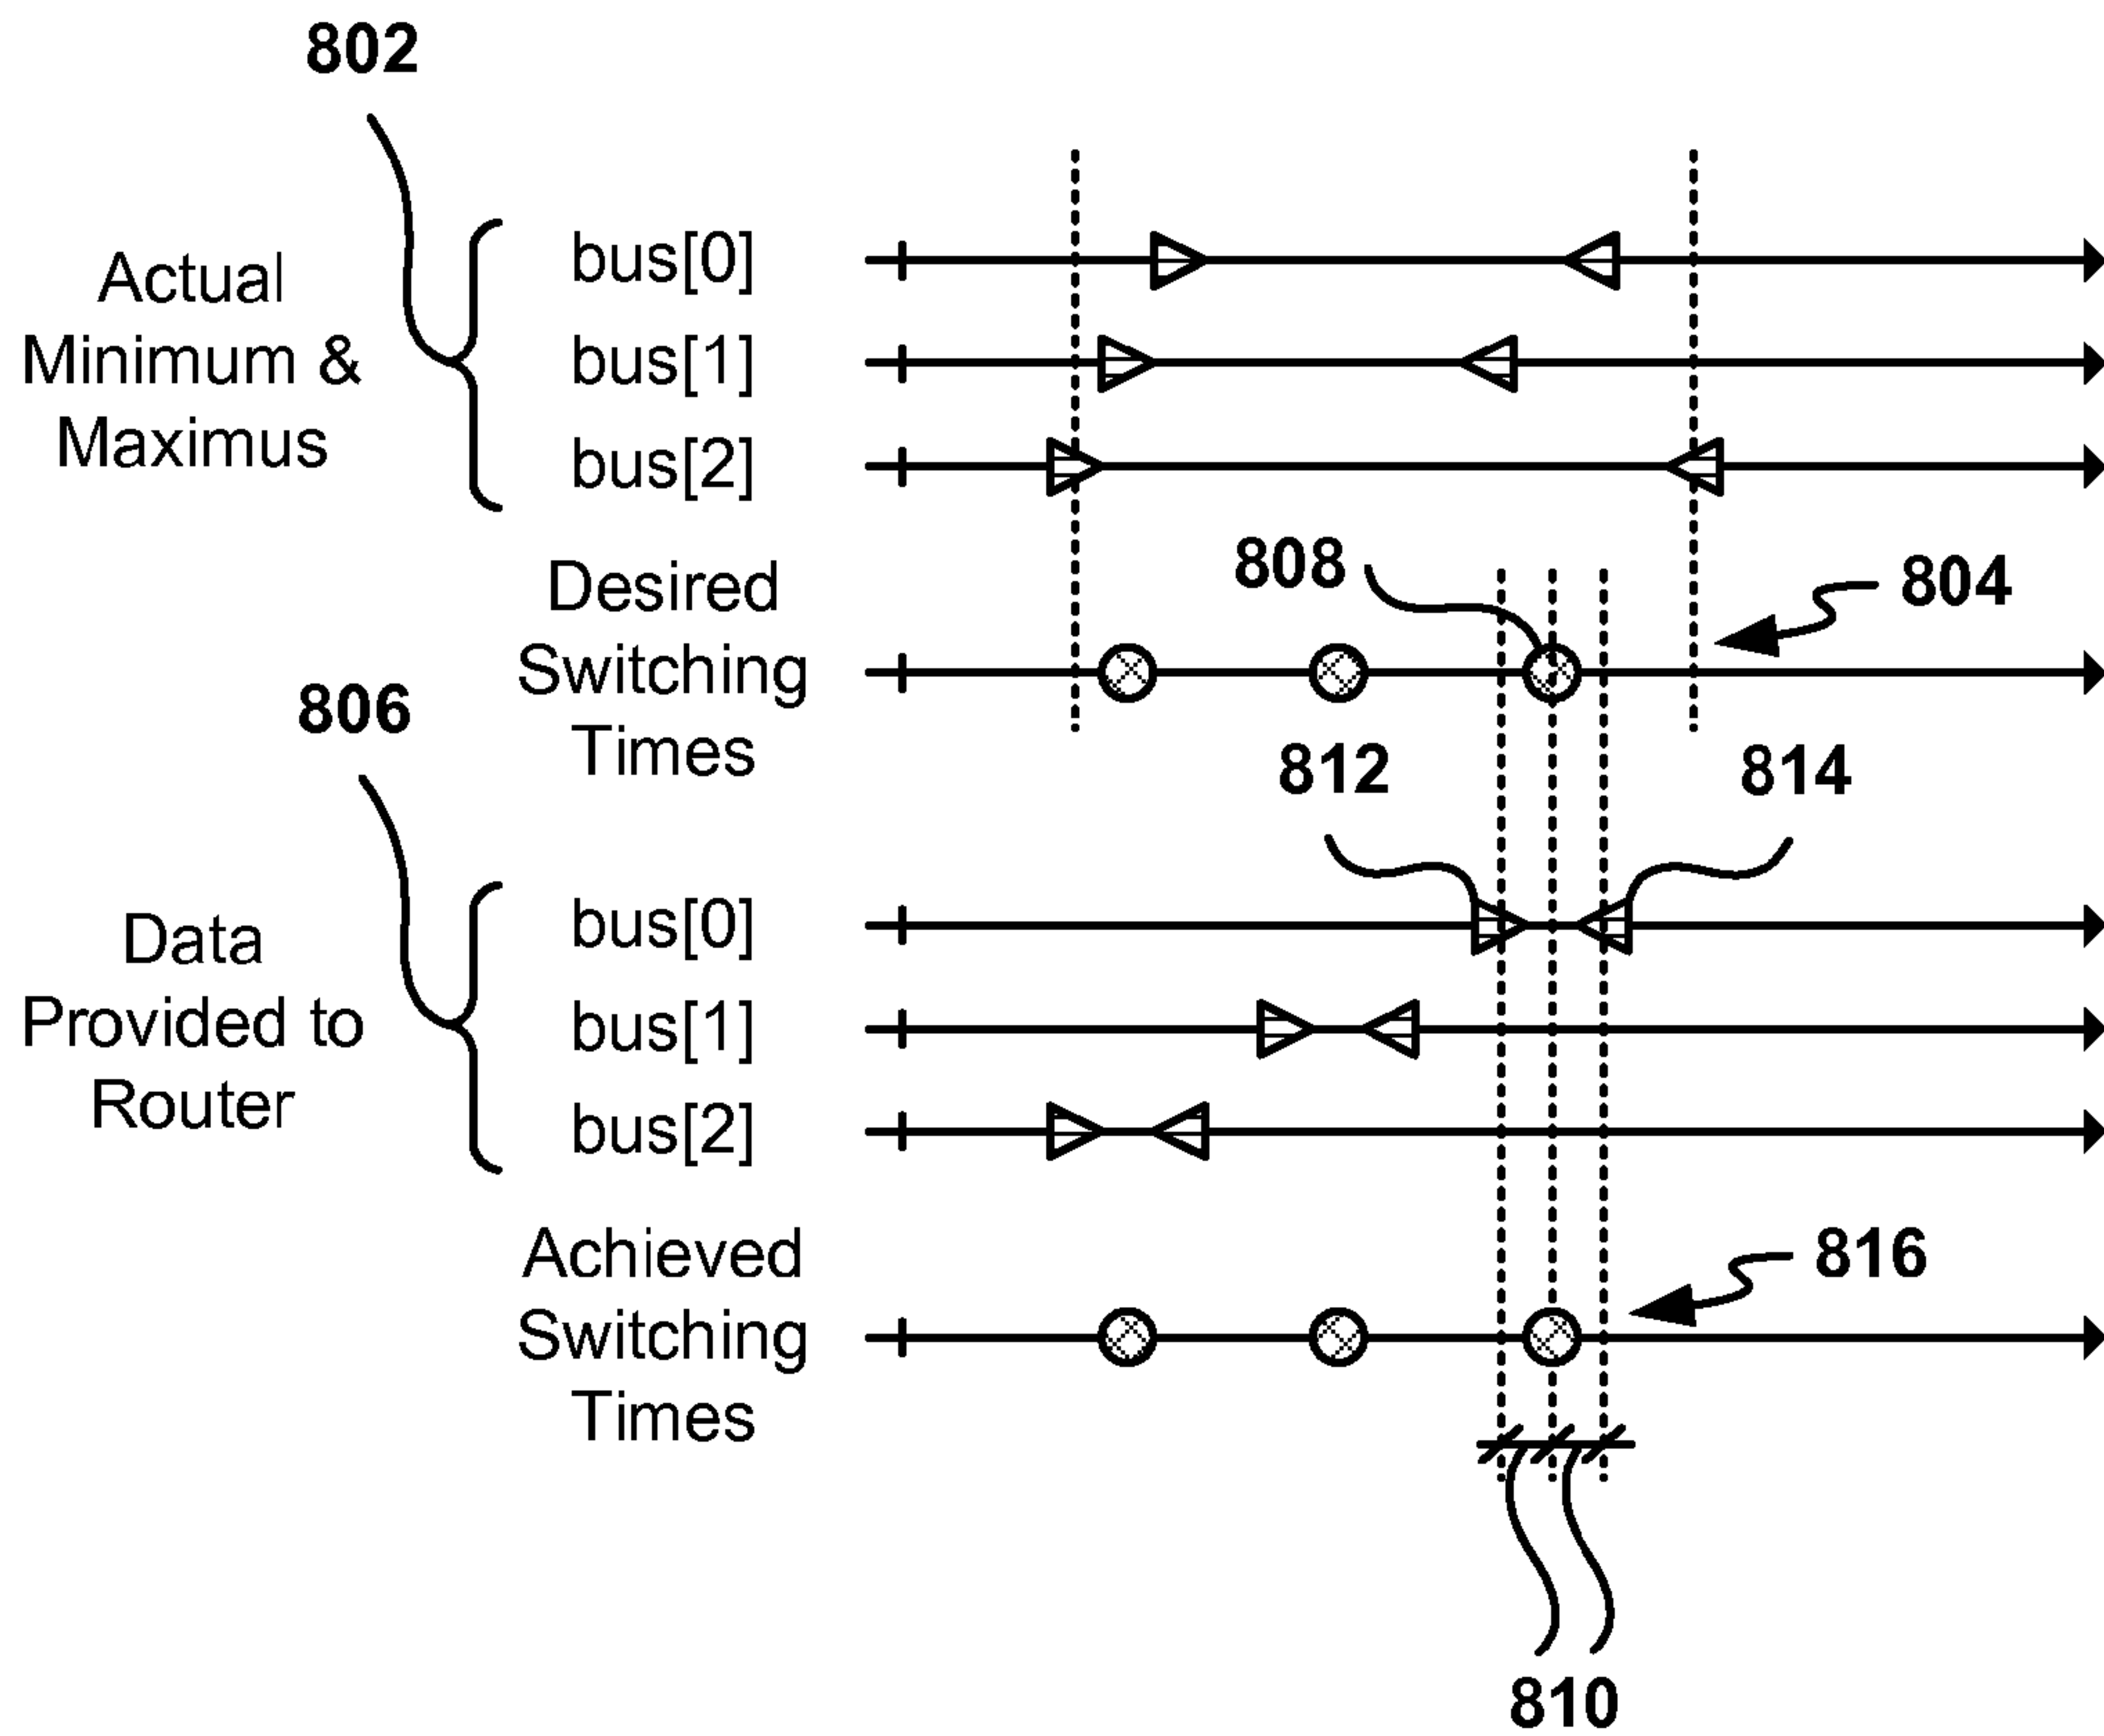 802
Actual
Minimum &
Maximus
bus[0]
bus[1]
bus[2]
Desired
Switching
Times
808
804
806
812
814
Data
Provided to
Router
bus[0]
bus[1]
bus[2]
Achieved
Switching
Times
816
810